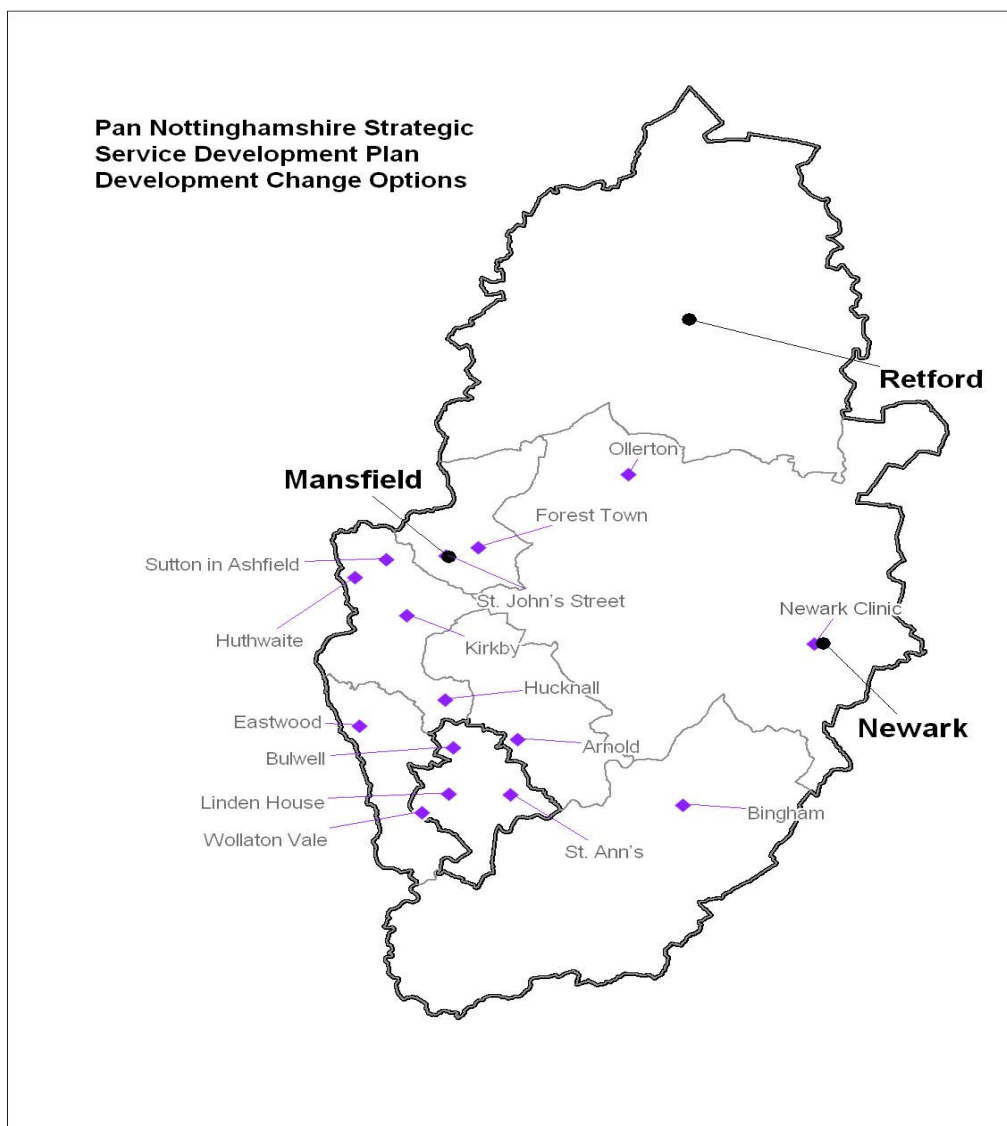 Pan Nottinghamshire Strategic
Service Development Plan
Development Change Options
Retford
Ollerton
Mansfield
Forest Town
Sutton in Ashfield
St. John's Street
Newark Clinic
Huthwaite
Kirkby
Hucknall
Eastwood
Newark
Arnold
Bulwell
Linden House
Bingham
Wollaton Vale
St. Ann's